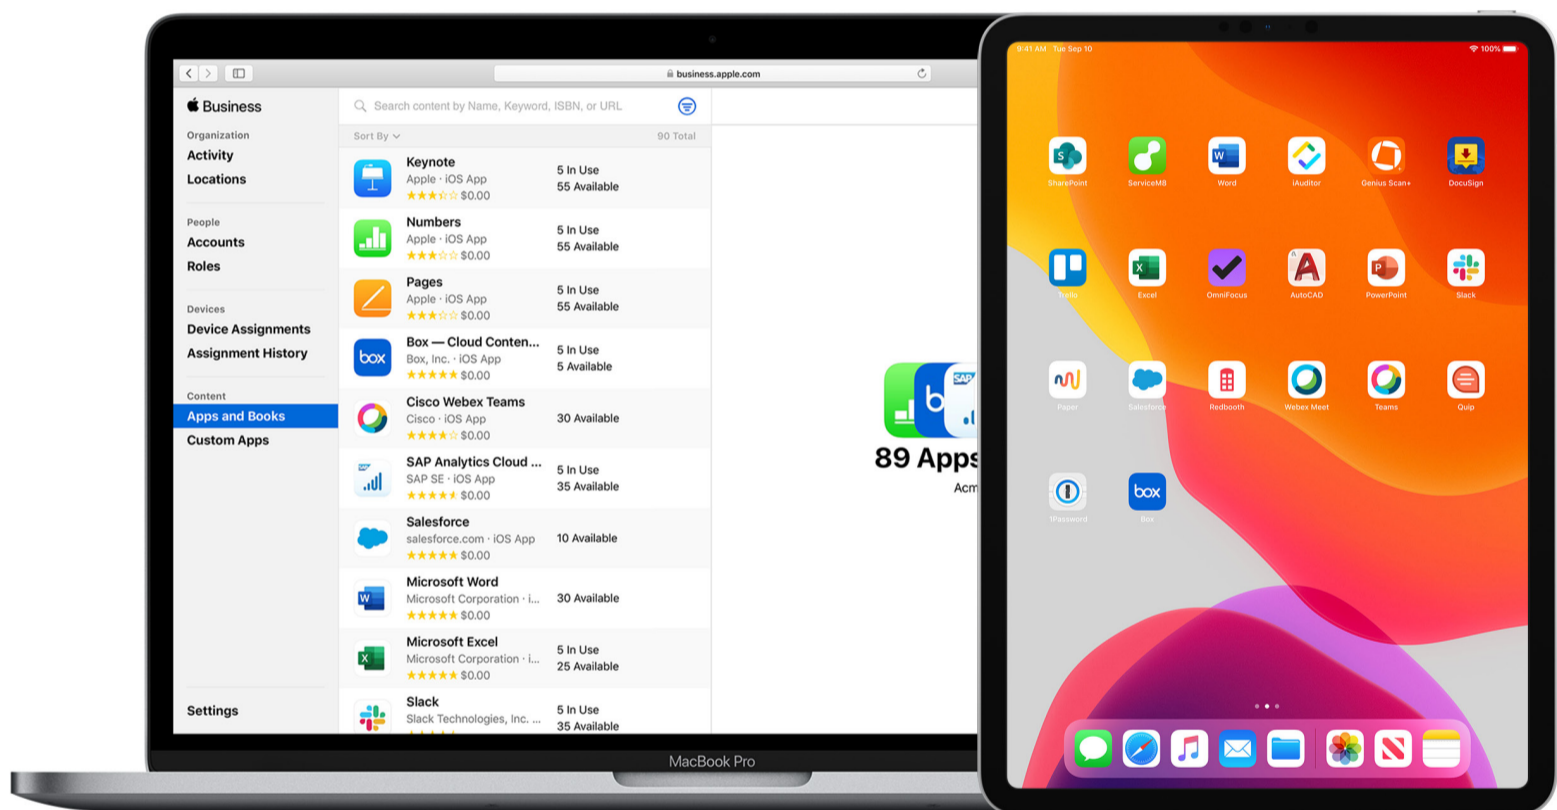 business.apple.com
Business
Organization
Activity
Locations
People
Accounts
Roles
Devices
Device Assignments
Assignment History
Content
Apps and Books
Custom Apps
Settings
Search content by Name, Keyword, ISBN, or URL
Sort By
90 Total
Keynote
Apple · iOS App
$0.00
5 In Use
55 Available
Numbers
Apple · iOS App
$0.00
5 In Use
55 Available
Pages
Apple · iOS App
$0.00
5 In Use
55 Available
box
Box — Cloud Conten...
Box, Inc. · iOS App
$0.00
5 In Use
5 Available
Cisco Webex Teams
Cisco · iOS App
$0.00
30 Available
SAP
SAP Analytics Cloud ...
SAP SE · iOS App
$0.00
5 In Use
35 Available
Salesforce
salesforce.com · iOS App
$0.00
10 Available
W
Microsoft Word
Microsoft Corporation · i...
$0.00
30 Available
X
Microsoft Excel
Microsoft Corporation · i...
$0.00
5 In Use
25 Available
Slack
Slack Technologies, Inc. ...
5 In Use
35 Available
b
SAP
89 Apps
Acm
MacBook Pro
9:41 AM Tue Sep 10
100%
S
W
SharePoint
ServiceM8
Word
iAuditor
Genius Scan+
DocuSign
X
A
P
Trello
Excel
OmniFocus
AutoCAD
PowerPoint
Slack
Paper
Salesforce
Redbooth
Webex Meet
Teams
Quip
box
1Password
Box